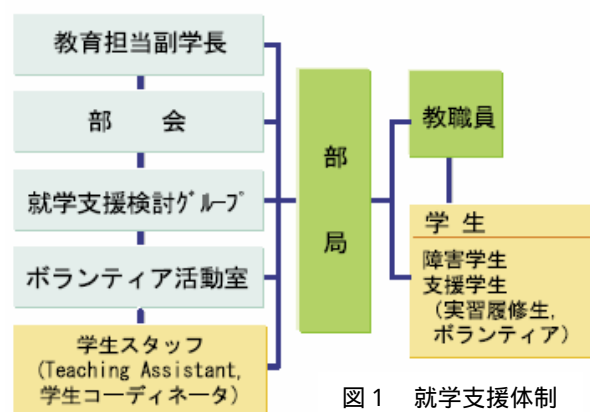 教育担当副学長
部　会
就学支援検討ｸﾞﾙｰﾌﾟ
ボランティア活動室
学生スタッフ
(Teaching Assistant,
学生コーディネータ)
部
局
教職員
学 生
障害学生
支援学生
(実習履修生,
ボランティア)
図1　就学支援体制